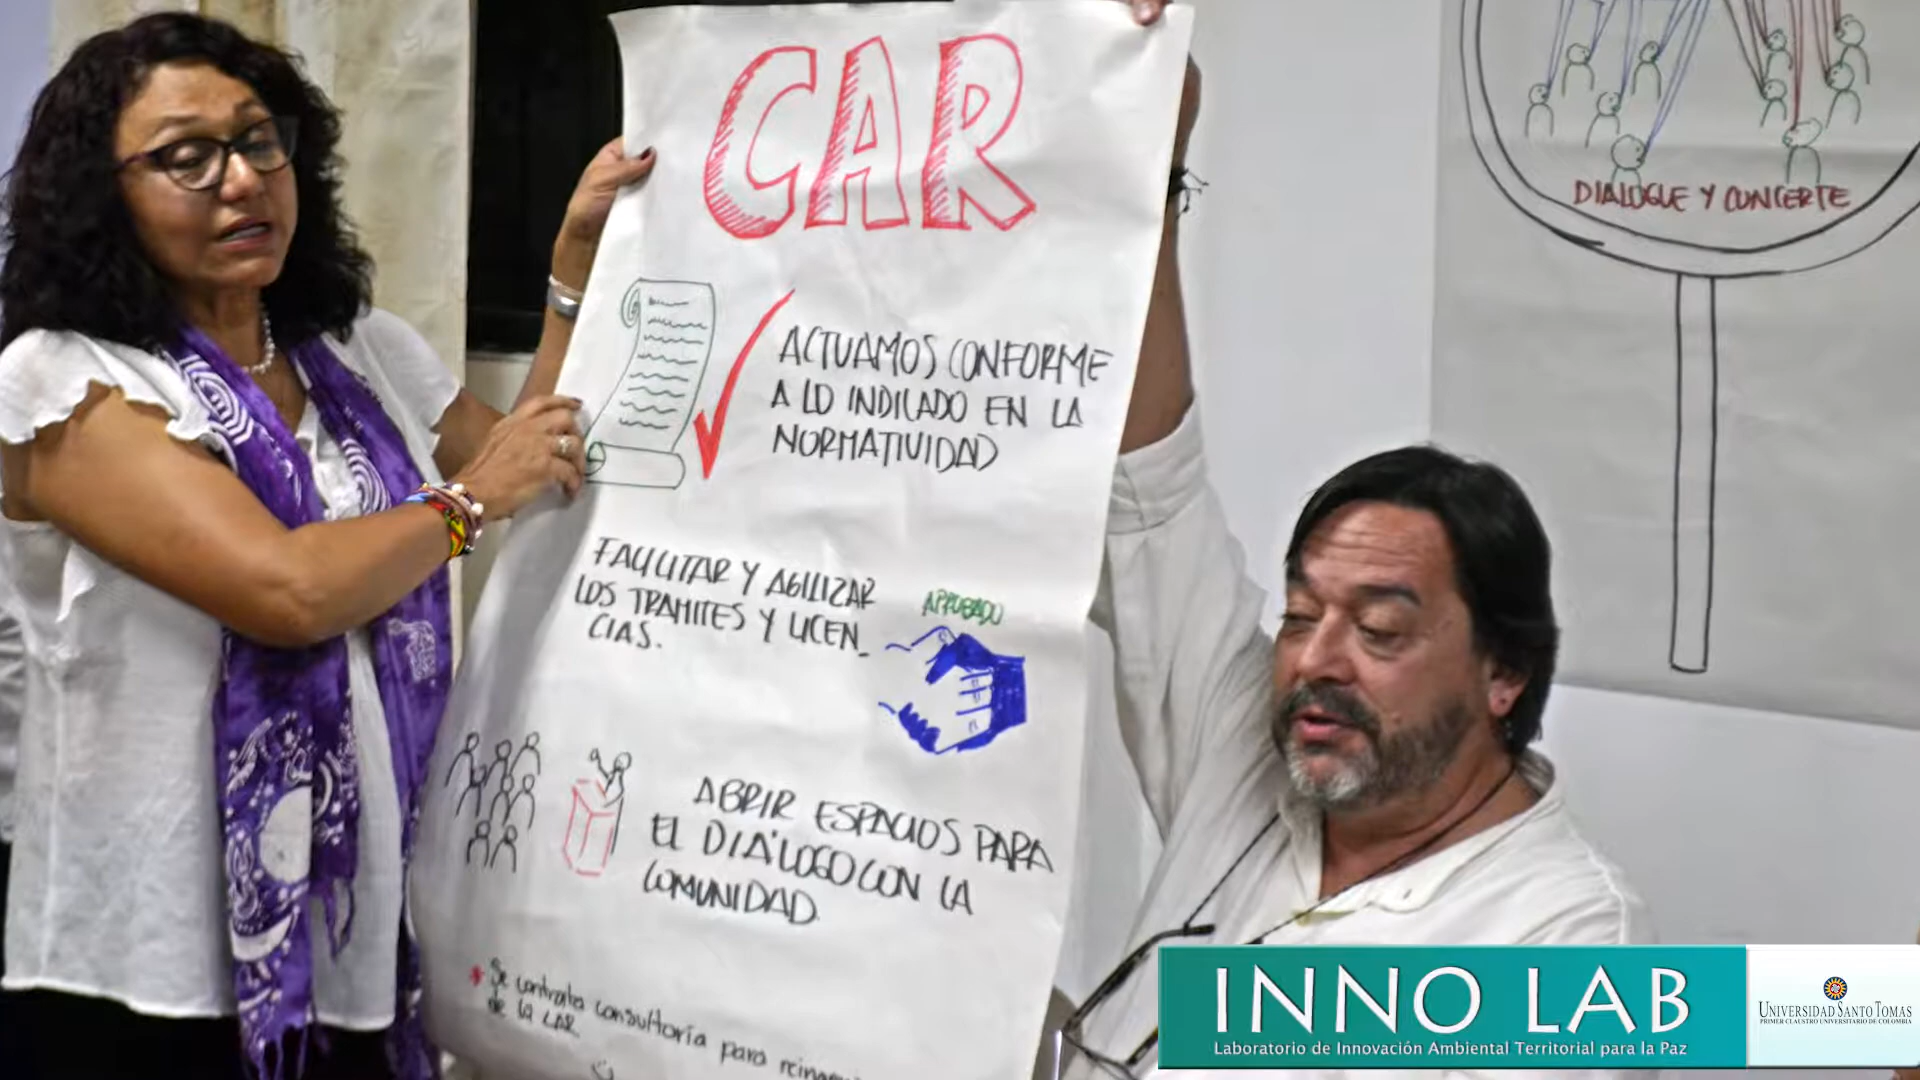 CAR
ACTUAMOS CONFORME
A LO INDICADO EN LA
NORMATIVIDAD
FACILITAR Y AGILIZAR
LOS TRAMITES Y LICEN_
CIAS.
APROBADO
ABRIR ESPACIOS PARA
EL DIÁLOGO CON LA
COMUNIDAD.
* Se contrata consultoría para
de la CAR
DIALOGUE Y CONCERTE
INNO LAB
Laboratorio de Innovación Ambiental Territorial para la Paz
UNIVERSIDAD SANTO TOMAS
PRIMER CLAUSTRO UNIVERSITARIO DE COLOMBIA